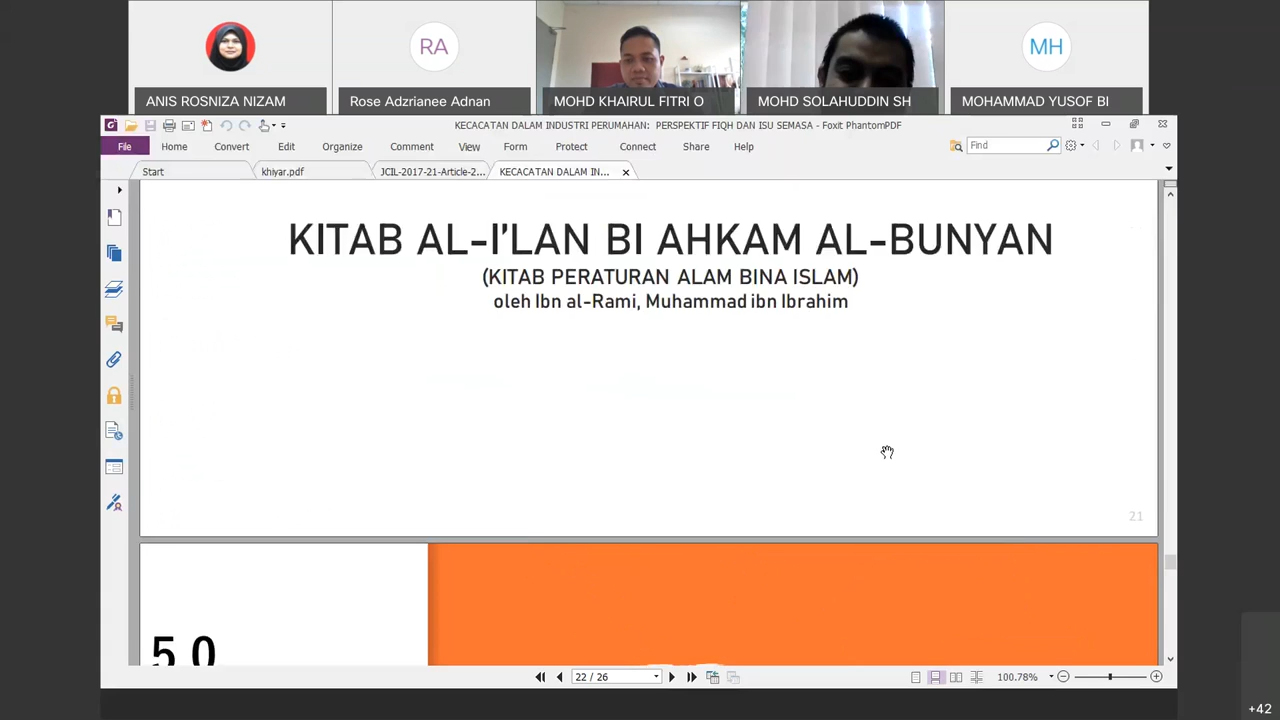 RA
MH
ANIS ROSNIZA NIZAM
Rose Adzrianee Adnan
MOHD KHAIRUL FITRI O
MOHD SOLAHUDDIN SH
MOHAMMAD YUSOF BI
KECACATAN DALAM INDUSTRI PERUMAHAN: PERSPEKTIF FIQH DAN ISU SEMASA - Foxit PhantomPDF
File Home Convert Edit Organize Comment View Form Protect Connect Share Help Find
Start khiyar.pdf JCIL-2017-21-Article-2... KECACATAN DALAM IN...
KITAB AL-I'LAN BI AHKAM AL-BUNYAN
(KITAB PERATURAN ALAM BINA ISLAM)
oleh Ibn al-Rami, Muhammad ibn Ibrahim
21
5.0
22 / 26
100.78%
+42